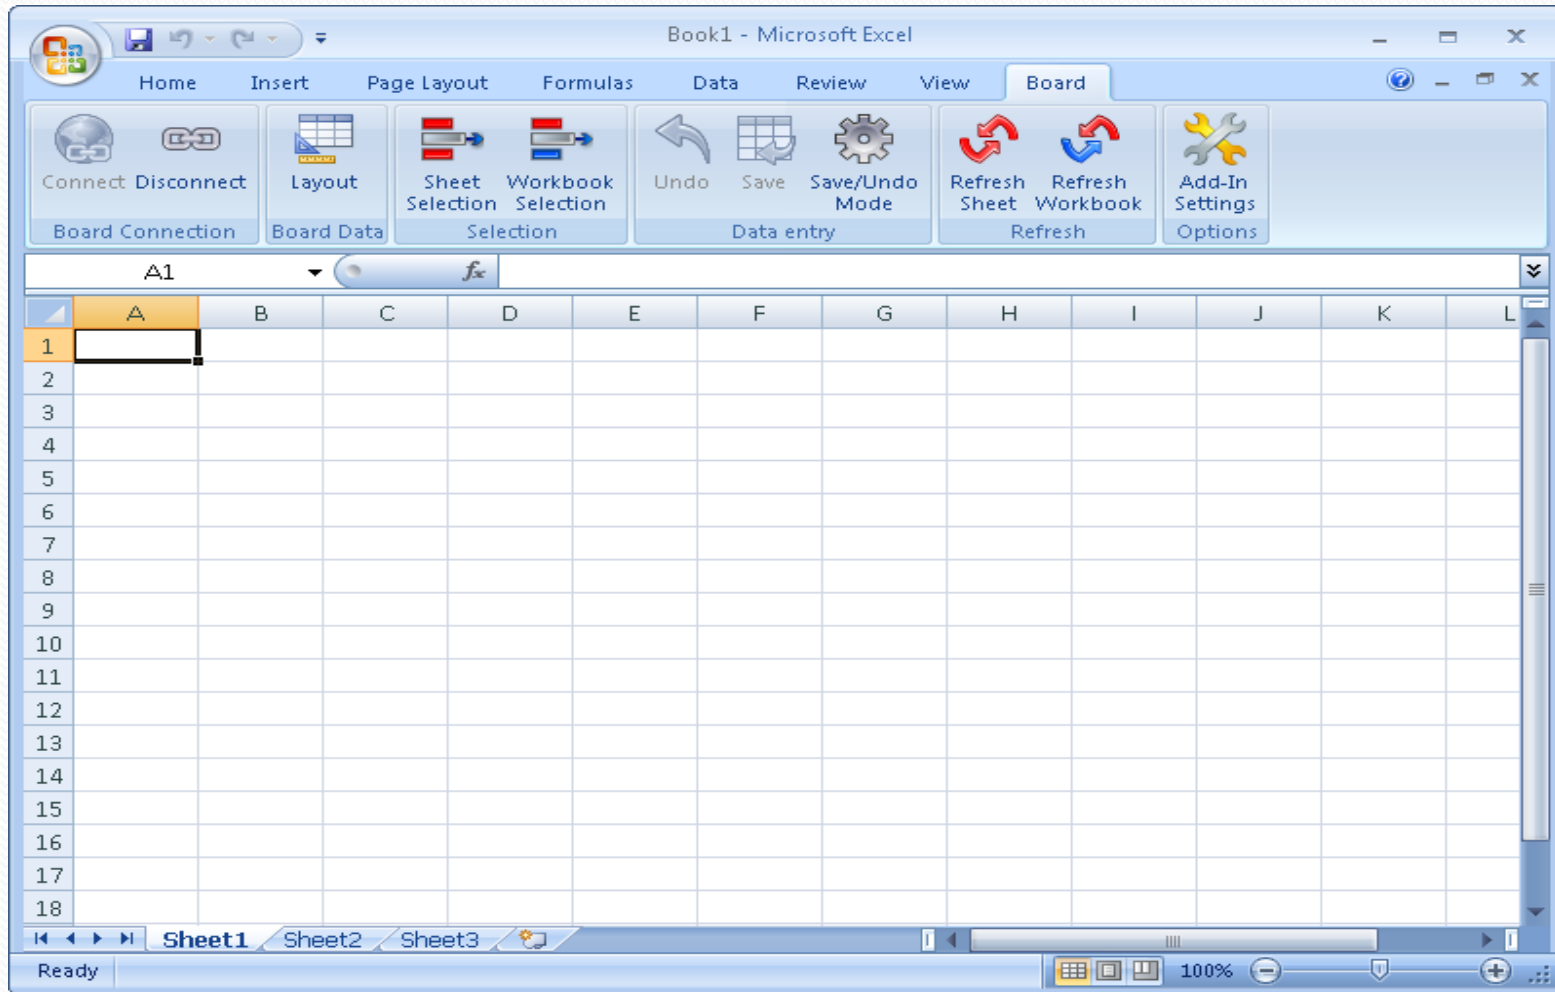 Book1 - Microsoft Excel
Home Insert Page Layout Formulas Data Review View Board
Connect Disconnect Layout Sheet Selection Workbook Selection Undo Save Save/Undo Mode Refresh Sheet Refresh Workbook Add-In Settings
Board Connection Board Data Selection Data entry Refresh Options
A1 fx
A B C D E F G H I J K L
1
2
3
4
5
6
7
8
9
10
11
12
13
14
15
16
17
18
Sheet1 Sheet2 Sheet3
Ready 100%